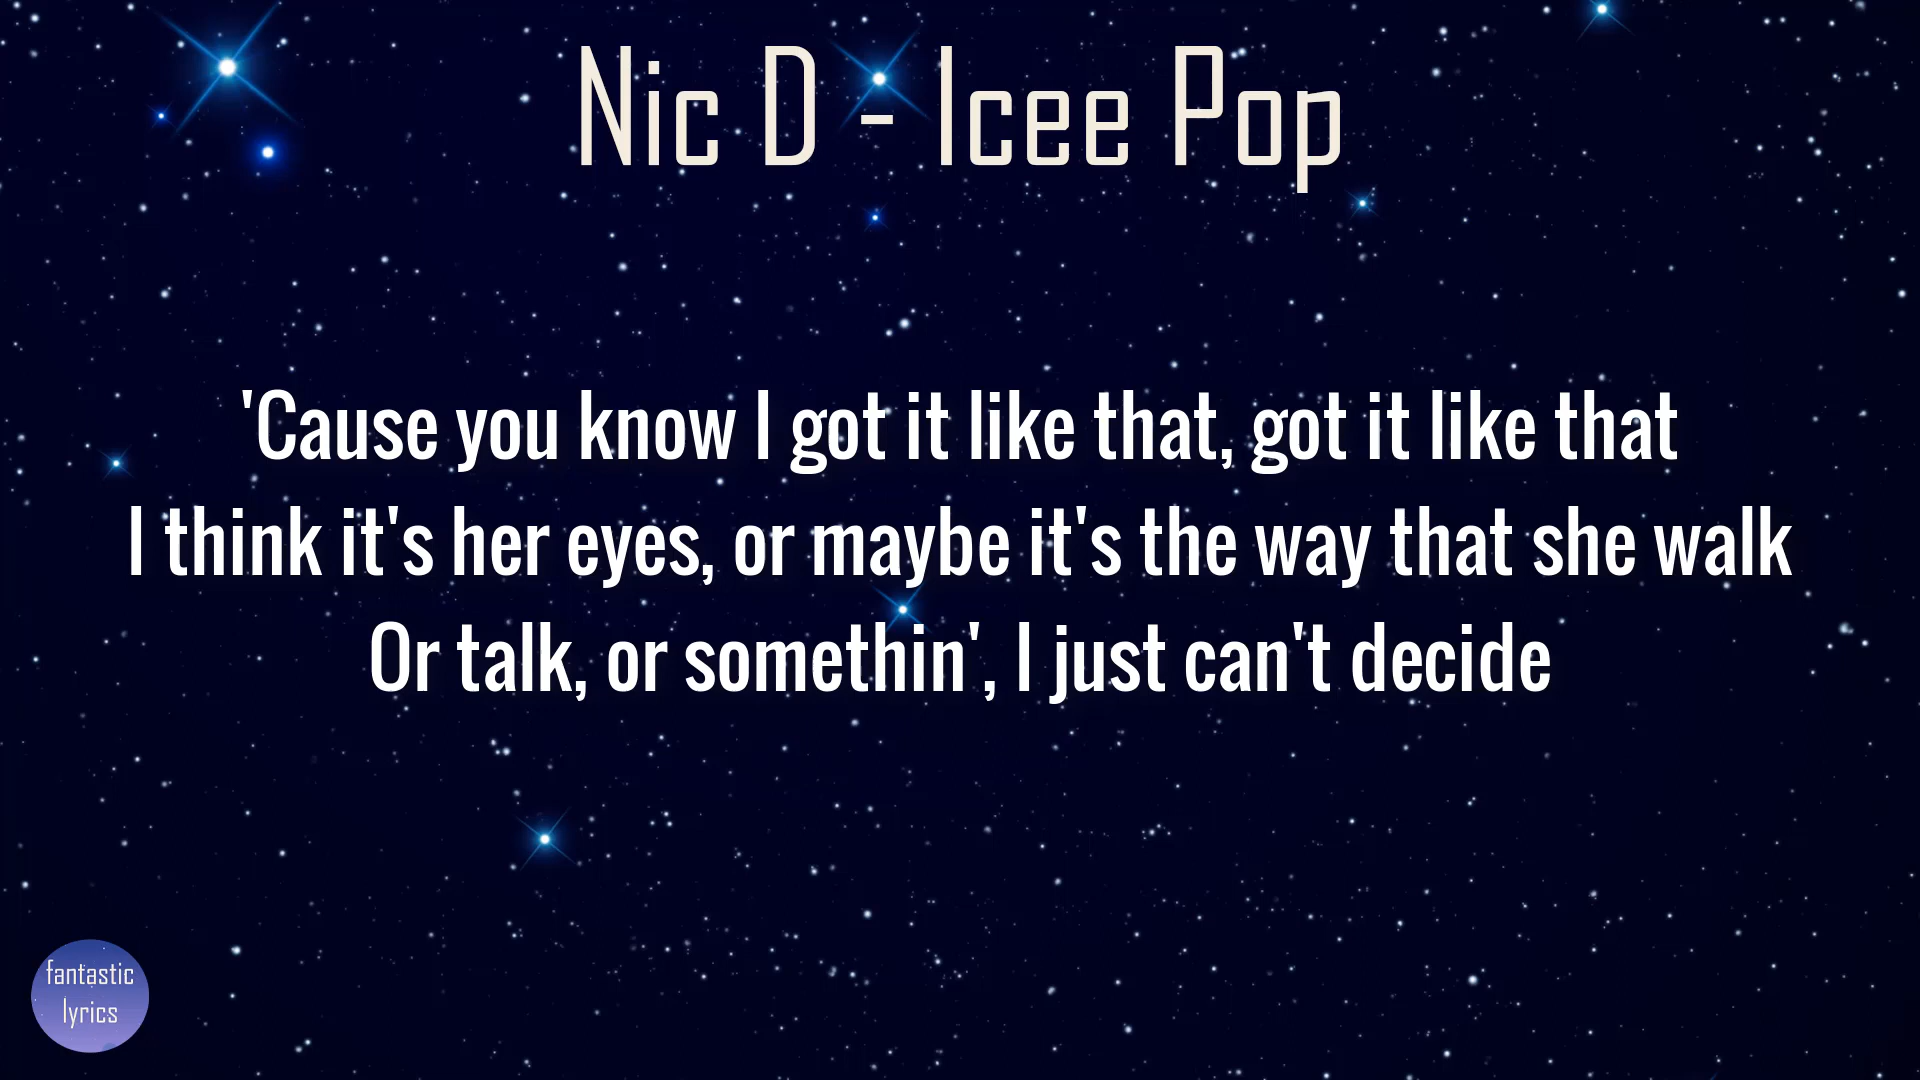 Nic D - Icee Pop
'Cause you know I got it like that, got it like that
I think it's her eyes, or maybe it's the way that she walk
Or talk, or somethin', I just can't decide
fantastic
lyrics